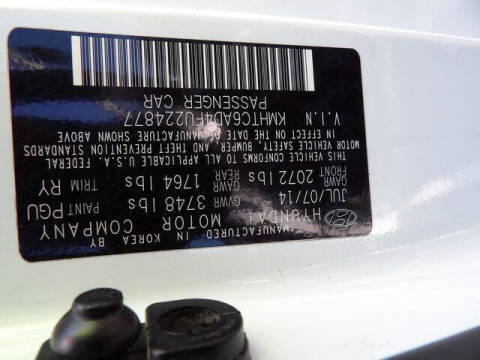 MANUFACTURED IN KOREA BY
HYUNDAI MOTOR COMPANY
JUL/07/14 GVWR 3748 lbs PAINT PGU
GAWR FRONT 2072 lbs GAWR REAR 1764 lbs TRIM RY
THIS VEHICLE CONFORMS TO ALL APPLICABLE U.S.A. FEDERAL
MOTOR VEHICLE SAFETY, BUMPER, AND THEFT PREVENTION STANDARDS
IN EFFECT ON THE DATE OF MANUFACTURE SHOWN ABOVE
V.I.N KMHTC6AD4FU224877
PASSENGER CAR